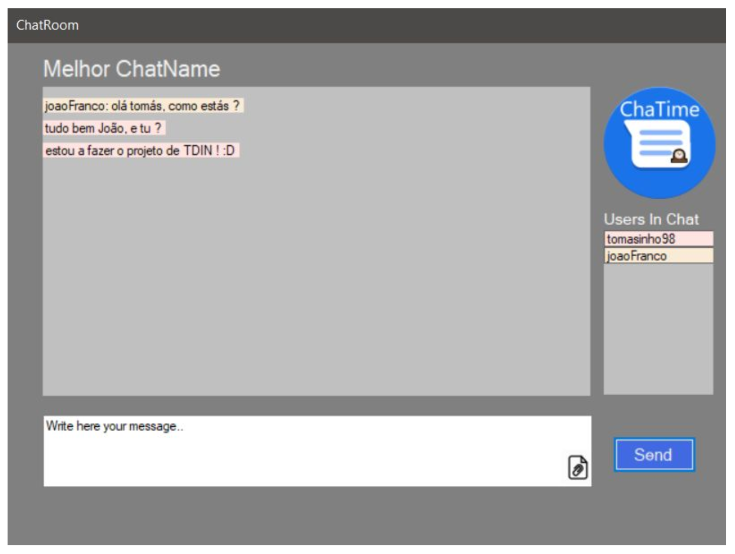 ChatRoom
Melhor ChatName
joaoFranco: olá tomás, como estás ?
tudo bem João, e tu ?
estou a fazer o projeto de TDIN ! :D
ChaTime
Users In Chat
tomasinho98
joaoFranco
Write here your message..
Send